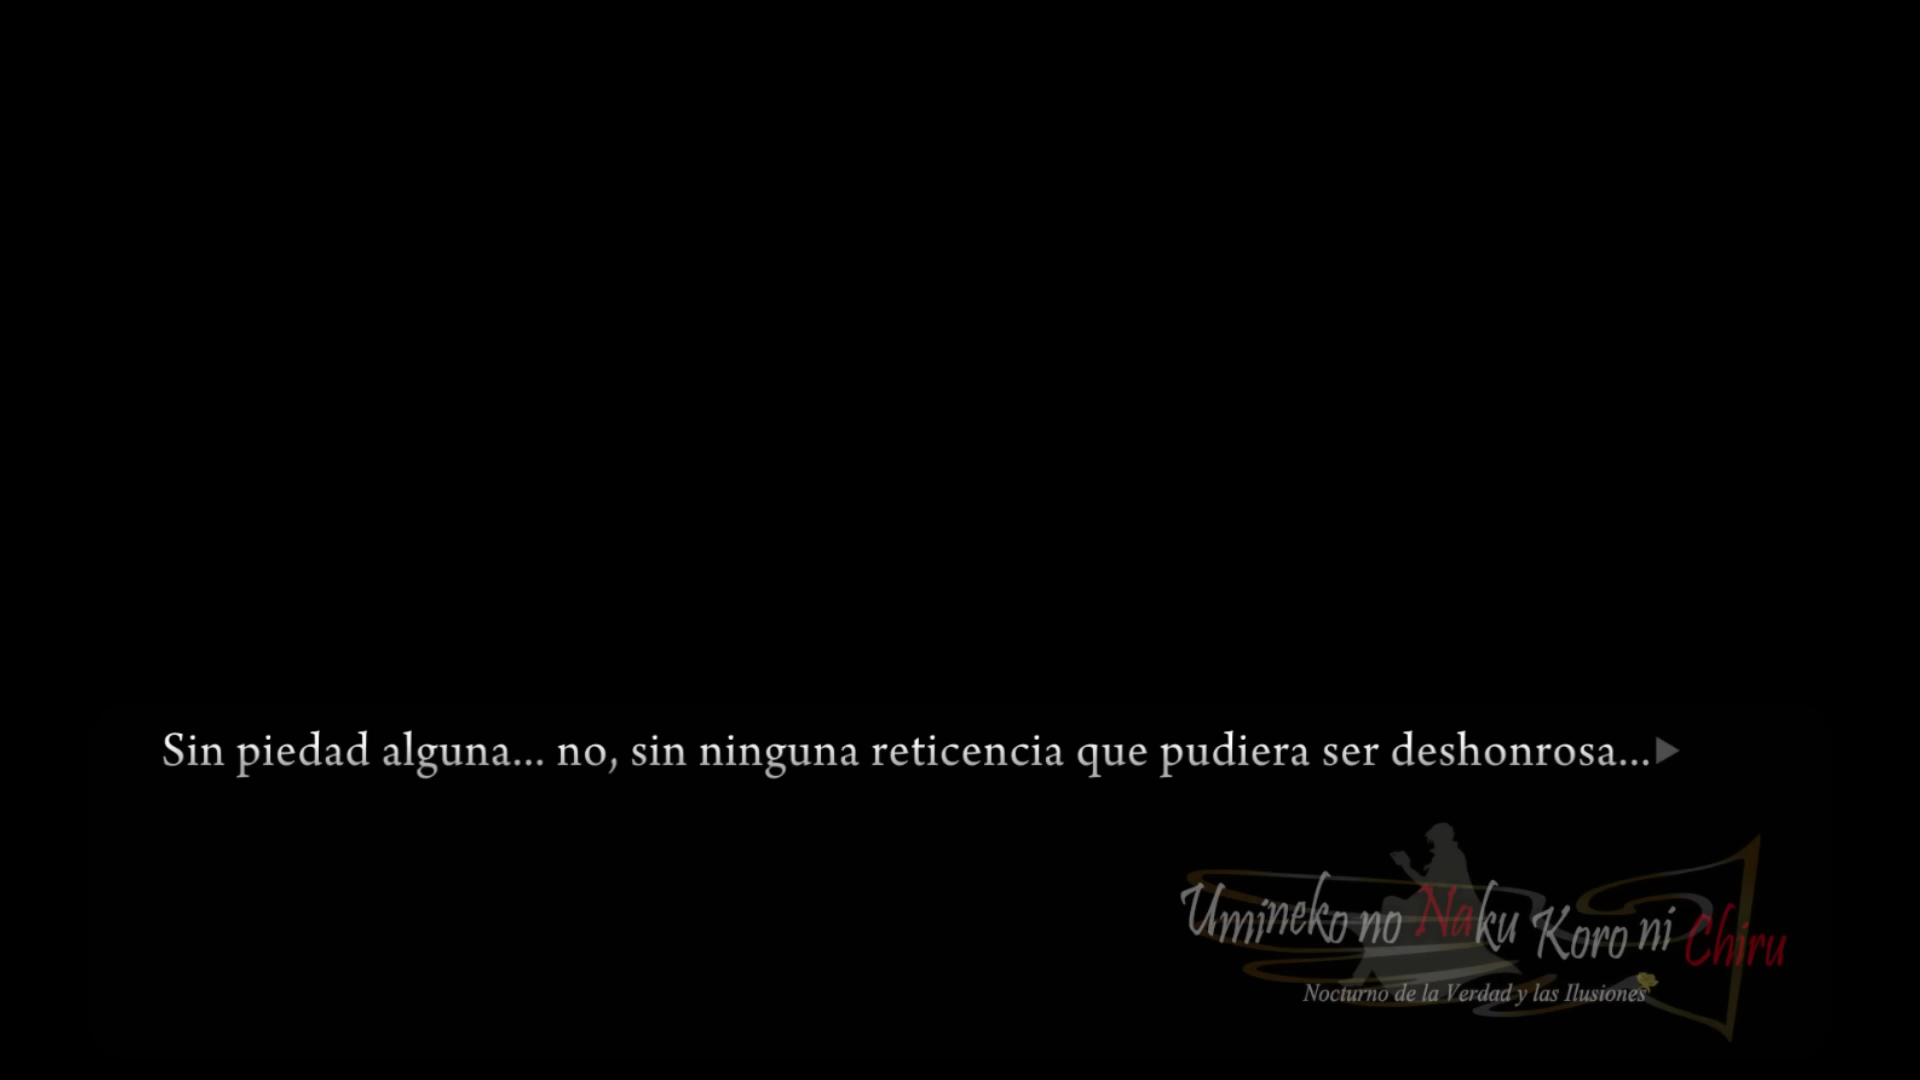 Sin piedad alguna... no, sin ninguna reticencia que pudiera ser deshonrosa...
Umineko no Naku Koro ni Chiru
Nocturno de la Verdad y las Ilusiones